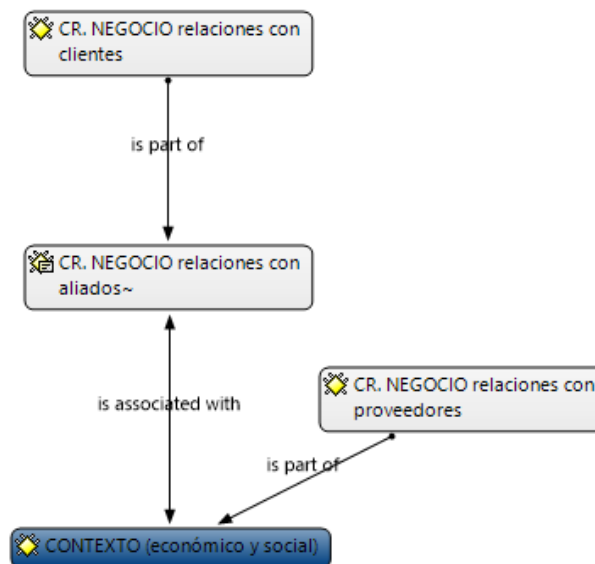 CR. NEGOCIO relaciones con
clientes
is part of
CR. NEGOCIO relaciones con
aliados~
is associated with
CR. NEGOCIO relaciones con
proveedores
is part of
CONTEXTO (económico y social)